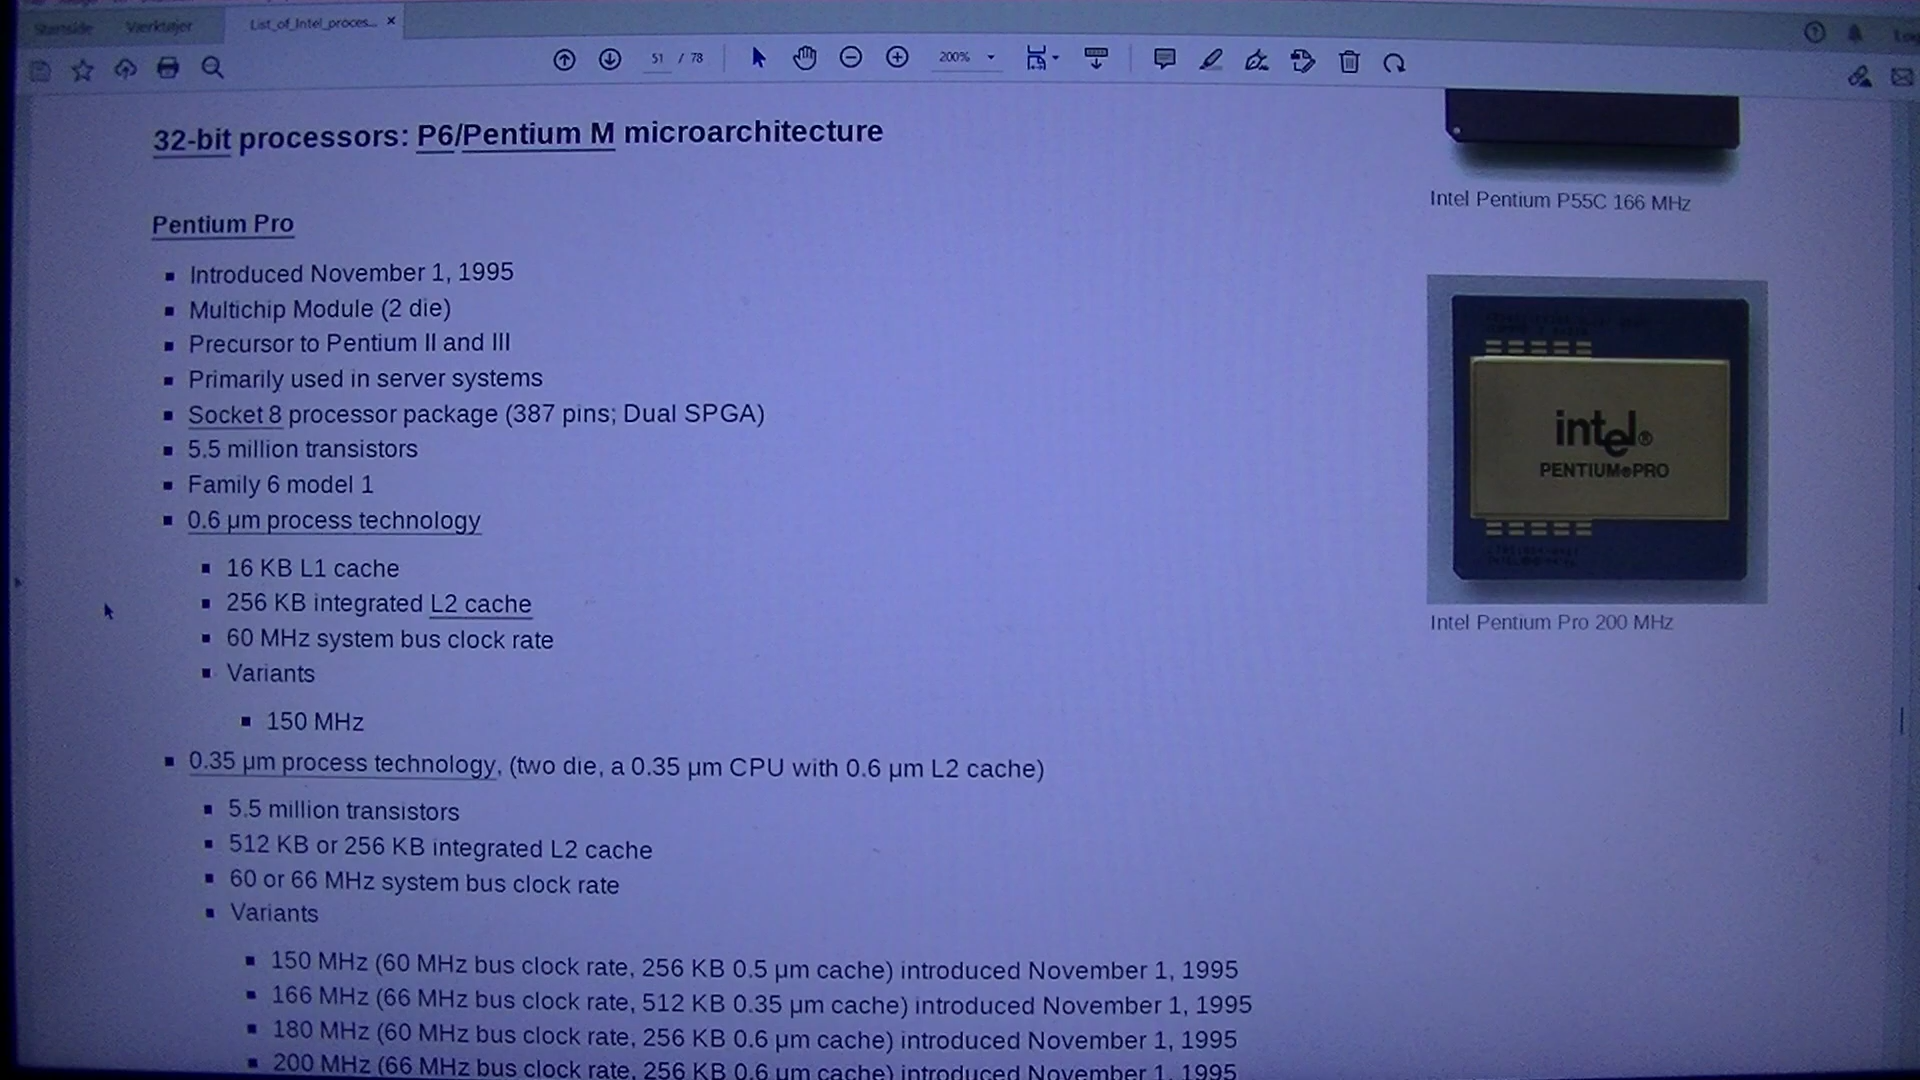 Startside Værktøjer List_of_Intel_proces... ×
51 / 78 200%
32-bit processors: P6/Pentium M microarchitecture
Intel Pentium P55C 166 MHz
Pentium Pro
Introduced November 1, 1995
Multichip Module (2 die)
Precursor to Pentium II and III
Primarily used in server systems
Socket 8 processor package (387 pins; Dual SPGA)
5.5 million transistors
Family 6 model 1
0.6 µm process technology
16 KB L1 cache
256 KB integrated L2 cache
60 MHz system bus clock rate
Variants
150 MHz
intel®
PENTIUM®PRO
Intel Pentium Pro 200 MHz
0.35 µm process technology, (two die, a 0.35 µm CPU with 0.6 µm L2 cache)
5.5 million transistors
512 KB or 256 KB integrated L2 cache
60 or 66 MHz system bus clock rate
Variants
150 MHz (60 MHz bus clock rate, 256 KB 0.5 µm cache) introduced November 1, 1995
166 MHz (66 MHz bus clock rate, 512 KB 0.35 µm cache) introduced November 1, 1995
180 MHz (60 MHz bus clock rate, 256 KB 0.6 µm cache) introduced November 1, 1995
200 MHz (66 MHz bus clock rate, 256 KB 0.6 µm cache) introduced November 1, 1995